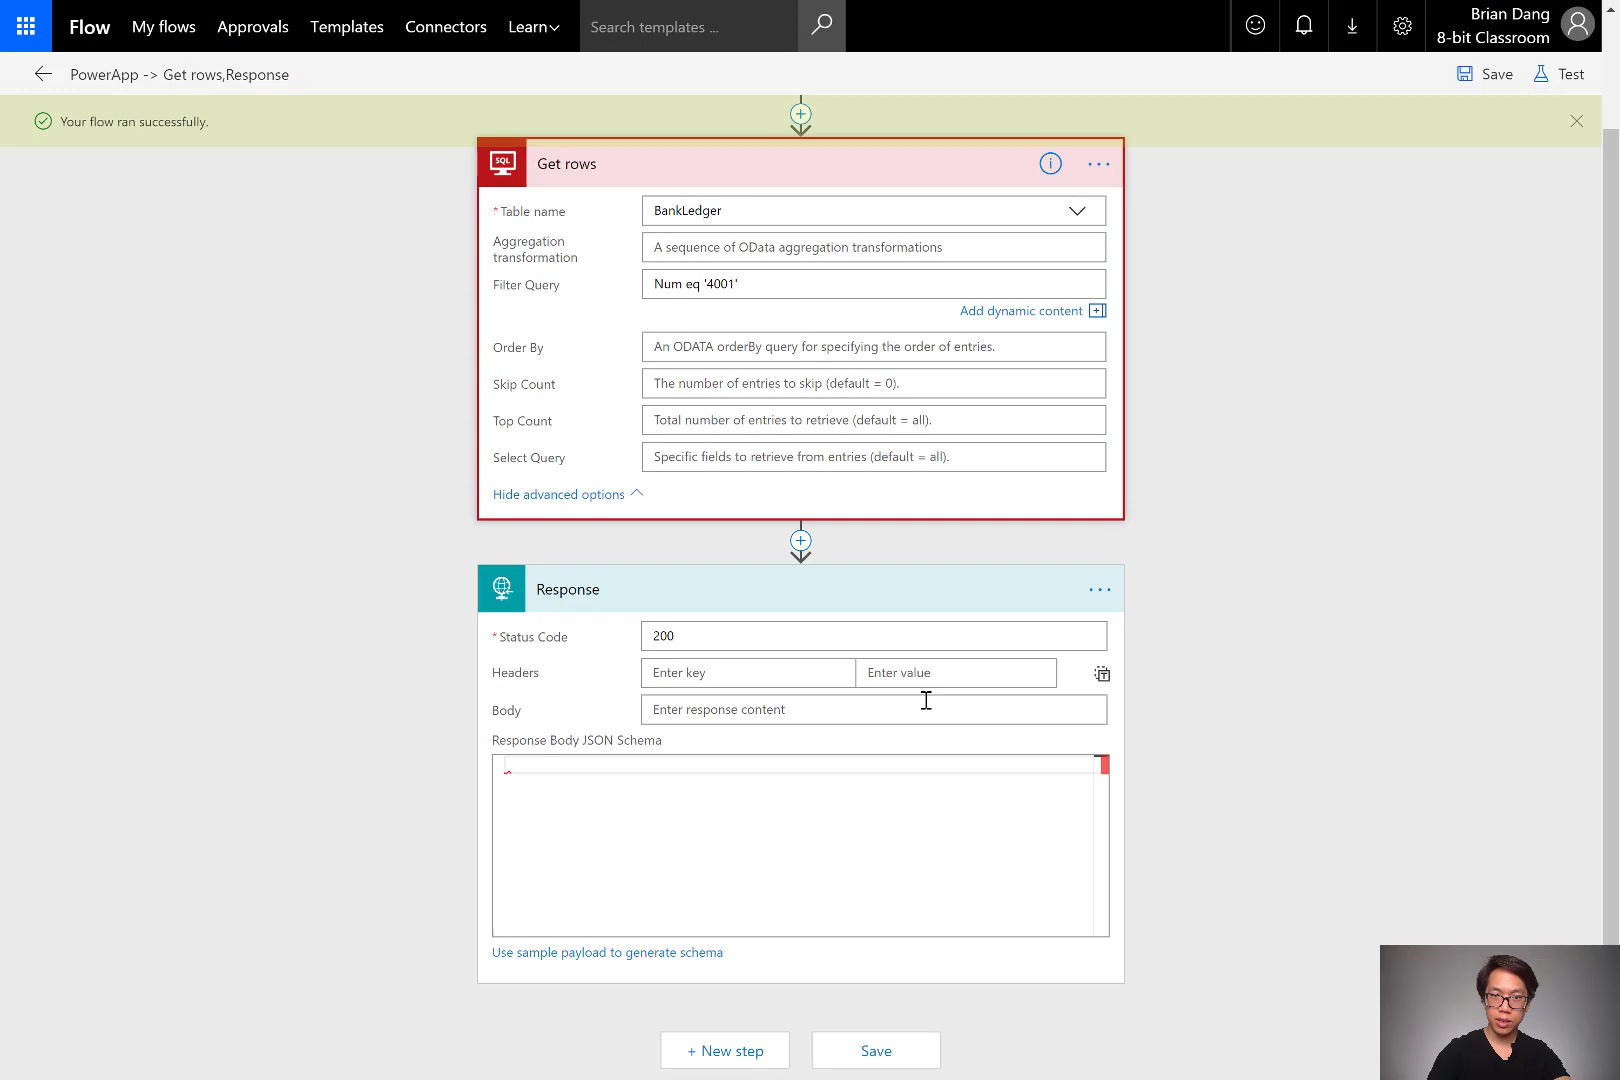 Flow My flows Approvals Templates Connectors Learn Search templates ... Brian Dang
8-bit Classroom
PowerApp -> Get rows,Response Save Test
Your flow ran successfully.
SQL Get rows
*Table name BankLedger
Aggregation transformation A sequence of OData aggregation transformations
Filter Query Num eq '4001'
Add dynamic content
Order By An ODATA orderBy query for specifying the order of entries.
Skip Count The number of entries to skip (default = 0).
Top Count Total number of entries to retrieve (default = all).
Select Query Specific fields to retrieve from entries (default = all).
Hide advanced options
Response
*Status Code 200
Headers Enter key Enter value
Body Enter response content
Response Body JSON Schema
Use sample payload to generate schema
+ New step Save